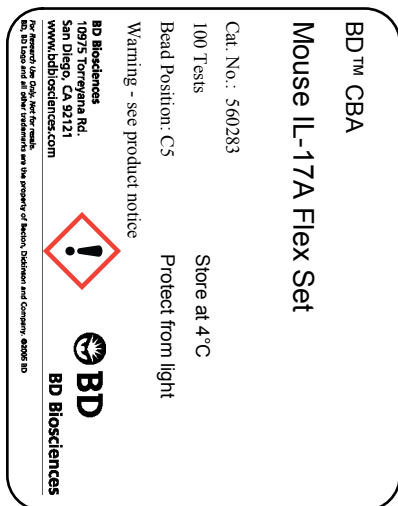 BD™ CBA
Mouse IL-17A Flex Set
Cat. No.: 560283
100 Tests
Store at 4°C
Bead Position: C5
Protect from light
Warning - see product notice
BD Biosciences
10975 Torreyana Rd.
San Diego, CA 92121
www.bdbiosciences.com
BD
BD Biosciences
For Research Use Only. Not for resale.
BD, BD Logo and all other trademarks are the property of Becton, Dickinson and Company. ©2005 BD